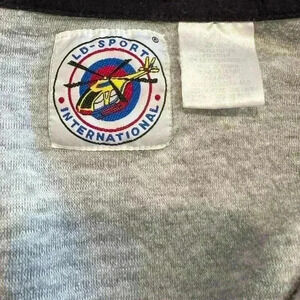 LD-SPORT
®
INTERNATIONAL